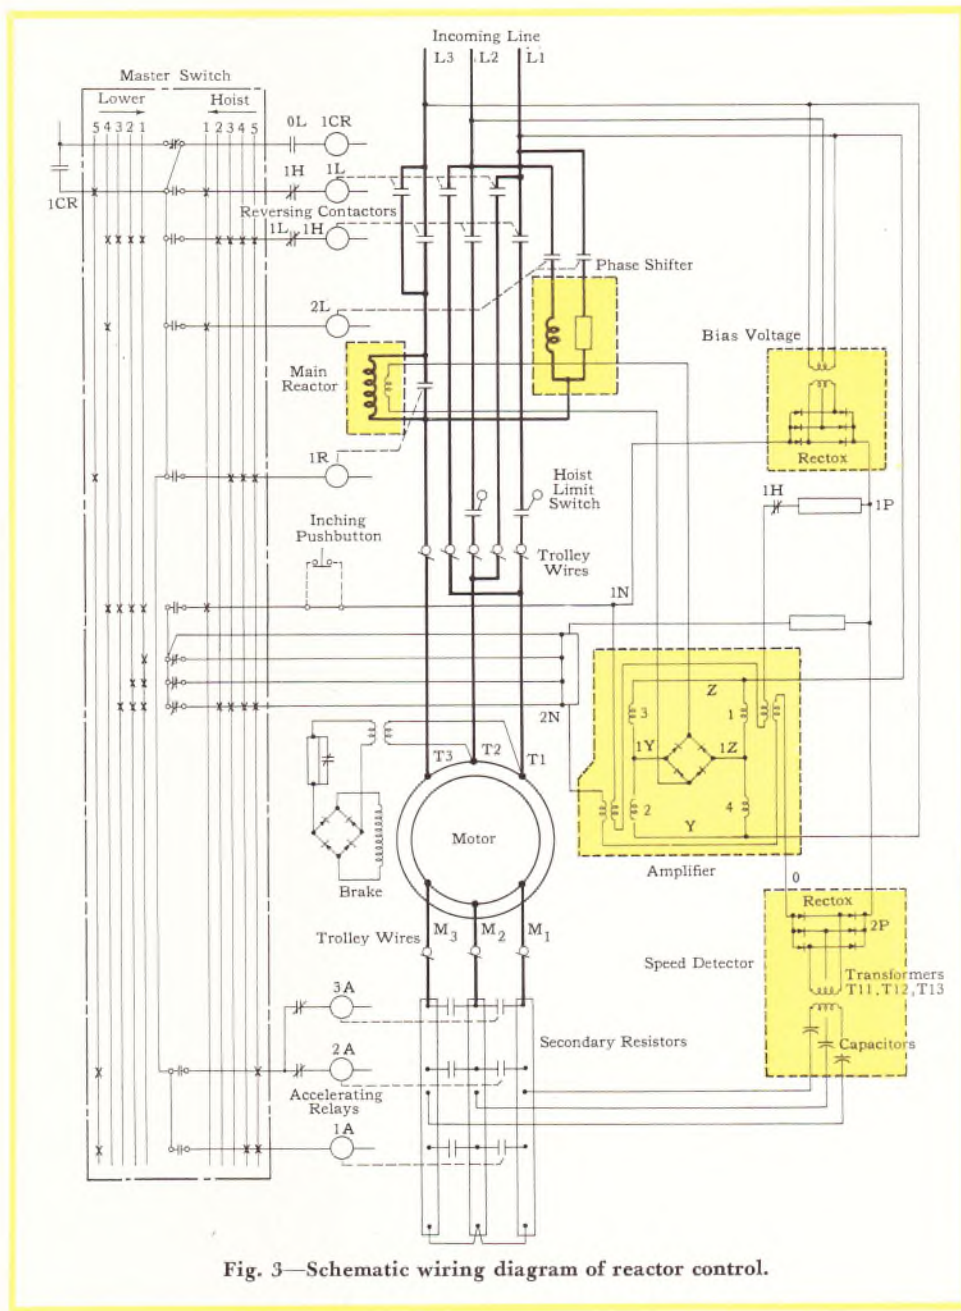 Incoming Line
L3 L2 L1
Master Switch
Lower Hoist
5 4 3 2 1 1 2 3 4 5
OL 1CR
1H 1L
1CR
Reversing Contactors
1L 1H
Phase Shifter
2L
Bias Voltage
Main
Reactor
Rectox
1R
Hoist
Limit
Switch
1H
1P
Inching
Pushbutton
Trolley
Wires
1N
2N
Z
3 1
1Y 1Z
2 4
Y
T3 T2 T1
Motor
Brake
Amplifier
O
Rectox
2P
M3 M2 M1
Trolley Wires
Speed Detector
Transformers
T11, T12, T13
3A
Secondary Resistors
Capacitors
2A
Accelerating
Relays
1A
Fig. 3—Schematic wiring diagram of reactor control.